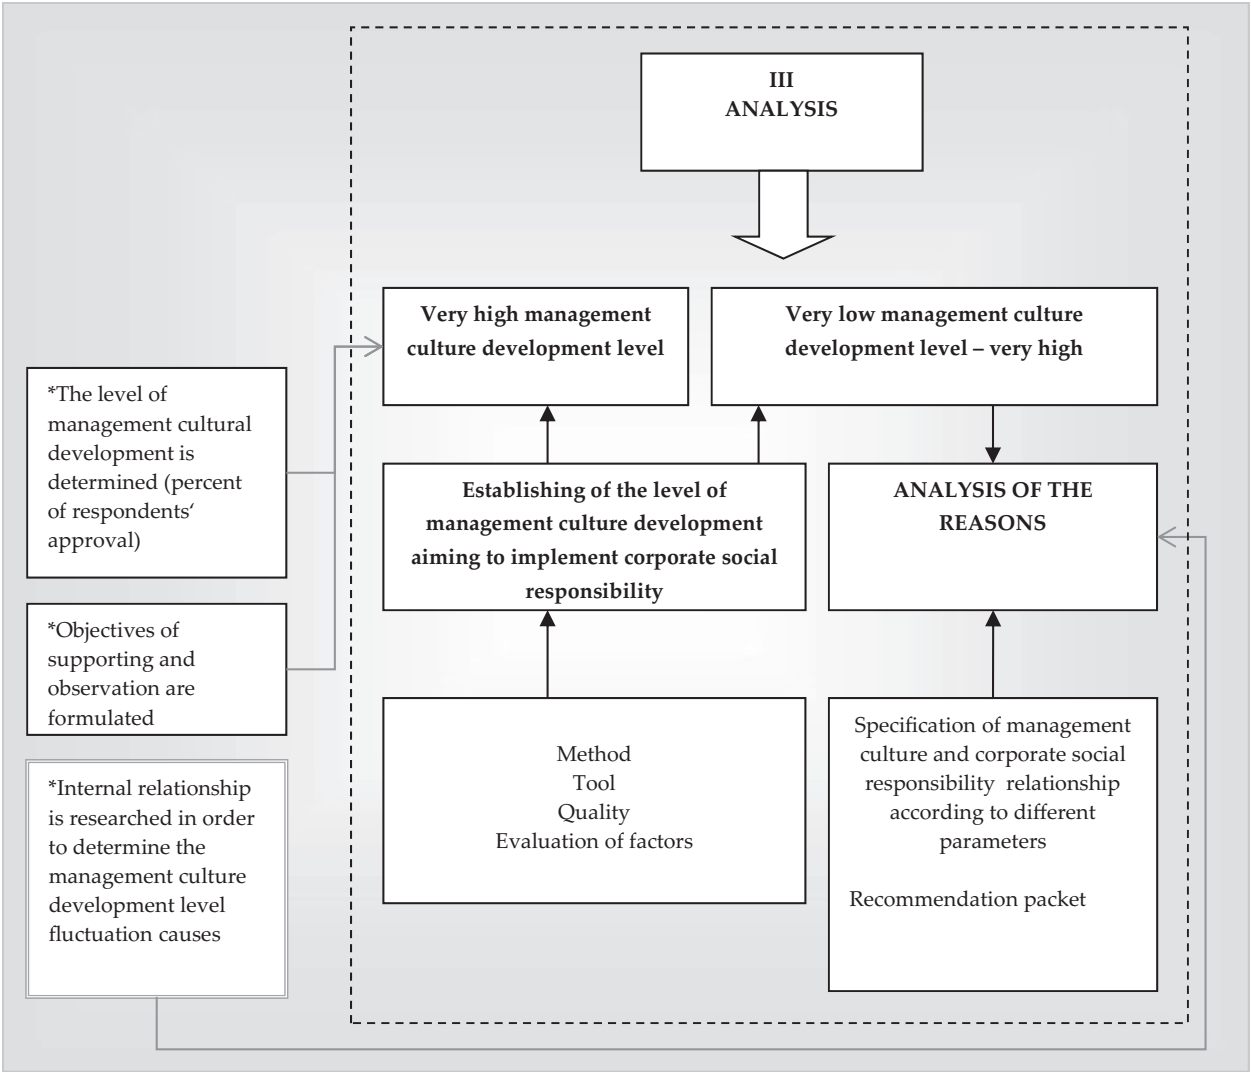 III
ANALYSIS
Very high management
culture development level
Very low management culture
development level – very high
*The level of
management cultural
development is
determined (percent
of respondents‘
approval)
Establishing of the level of
management culture development
aiming to implement corporate social
responsibility
ANALYSIS OF THE
REASONS
*Objectives of
supporting and
observation are
formulated
Method
Tool
Quality
Evaluation of factors
Specification of management
culture and corporate social
responsibility  relationship
according to different
parameters
Recommendation packet
*Internal relationship
is researched in order
to determine the
management culture
development level
fluctuation causes